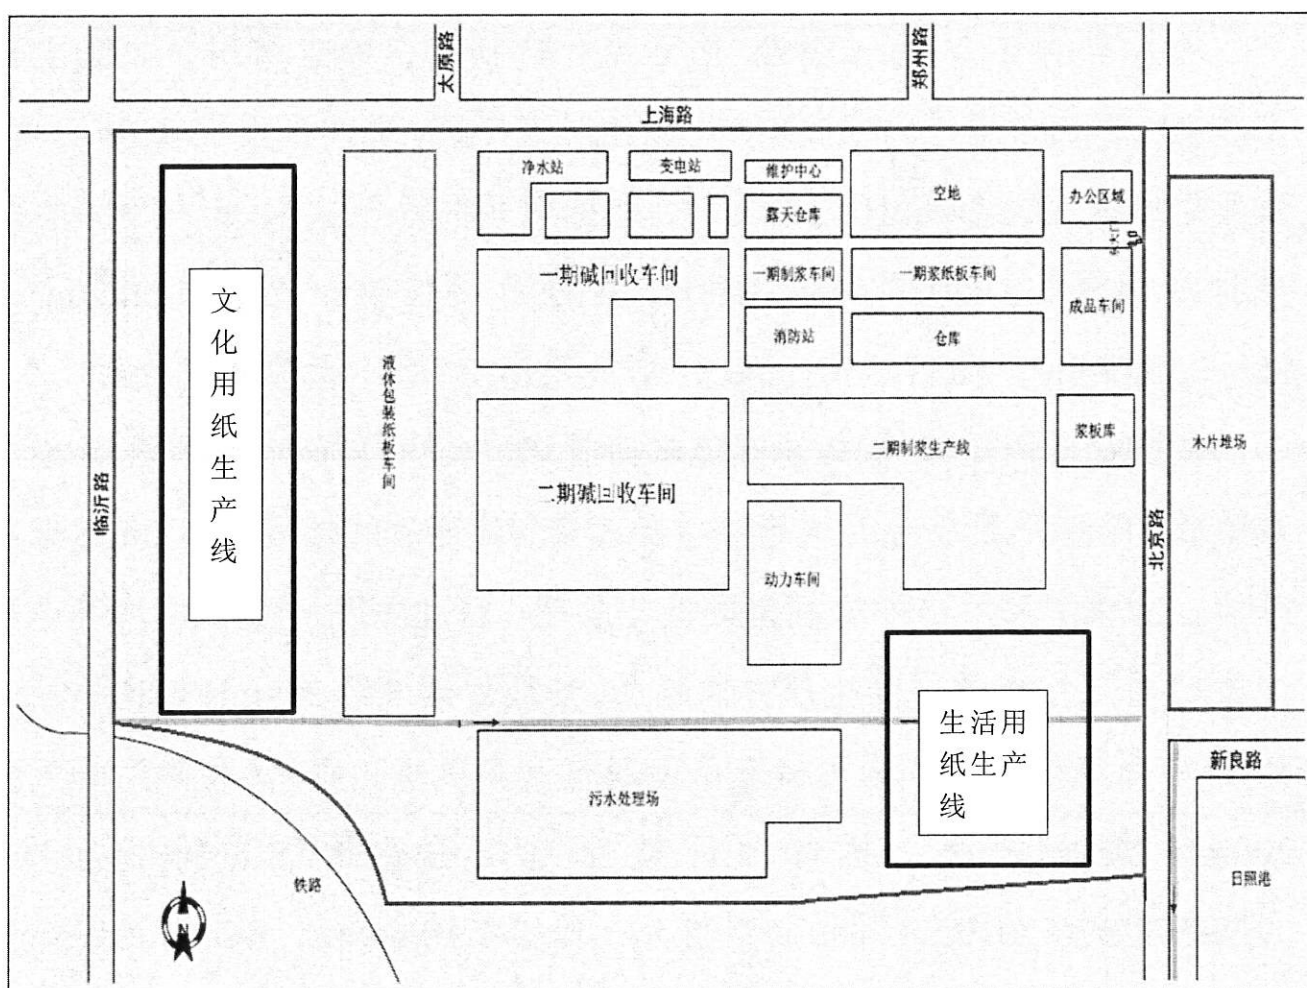 太原路
郑州路
上海路
净水站
变电站
维护中心
空地
办公区域
露天仓库
东大门
一期碱回收车间
一期制浆车间
一期浆纸板车间
成品车间
消防站
仓库
文化用纸生产线
液体包装纸板车间
浆板库
木片堆场
二期制浆生产线
二期碱回收车间
临沂路
北京路
动力车间
生活用
纸生产
线
新良路
污水处理场
铁路
日照港
N